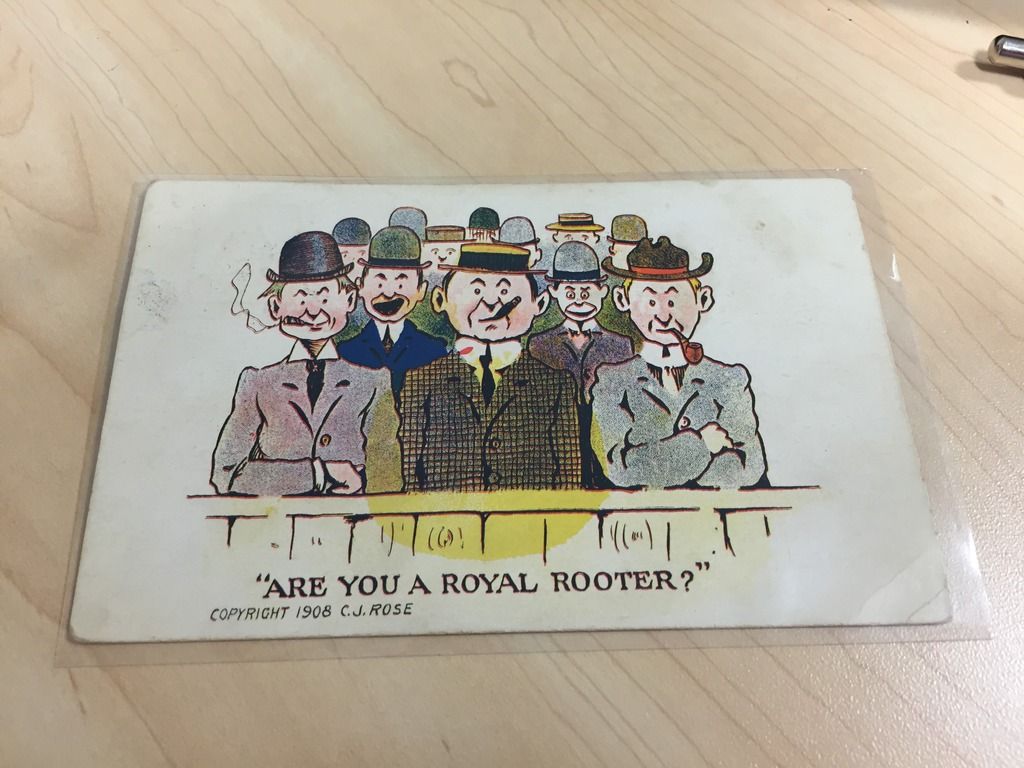 "ARE YOU A ROYAL ROOTER?"
COPYRIGHT 1908 C.J. ROSE